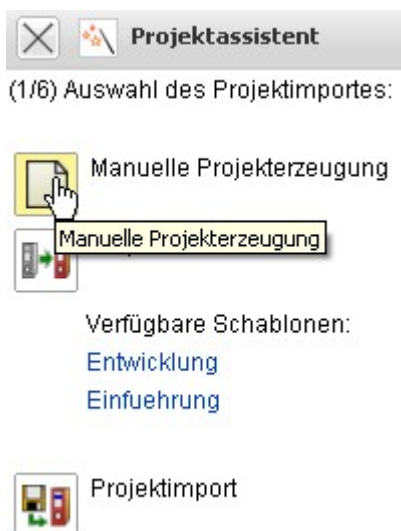 Projektassistent
(1/6) Auswahl des Projektimportes:
Manuelle Projekterzeugung
Manuelle Projekterzeugung
Verfügbare Schablonen:
Entwicklung
Einfuehrung
Projektimport